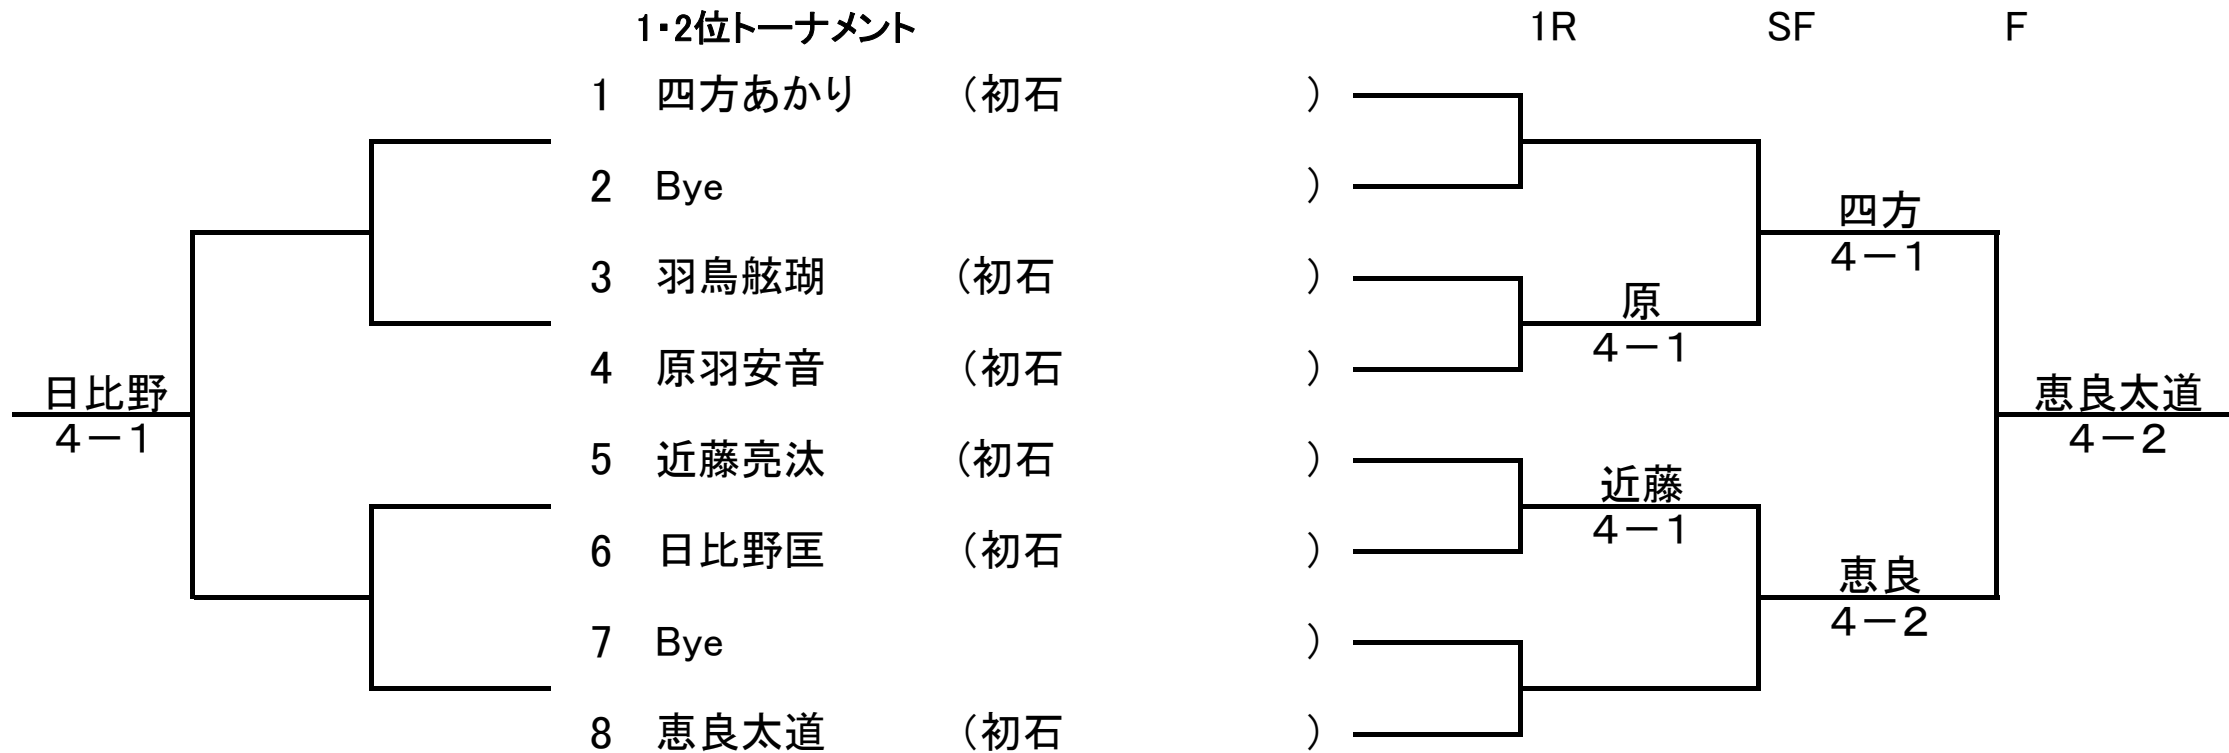 1・2位トーナメント 1R SF F
1 四方あかり （初石 ）
2 Bye ）
四方
4－1
3 羽鳥舷瑚 （初石 ）
原
4－1
4 原羽安音 （初石 ）
日比野
4－1
恵良太道
4－2
5 近藤亮汰 （初石 ）
近藤
4－1
6 日比野匡 （初石 ）
恵良
4－2
7 Bye ）
8 恵良太道 （初石 ）